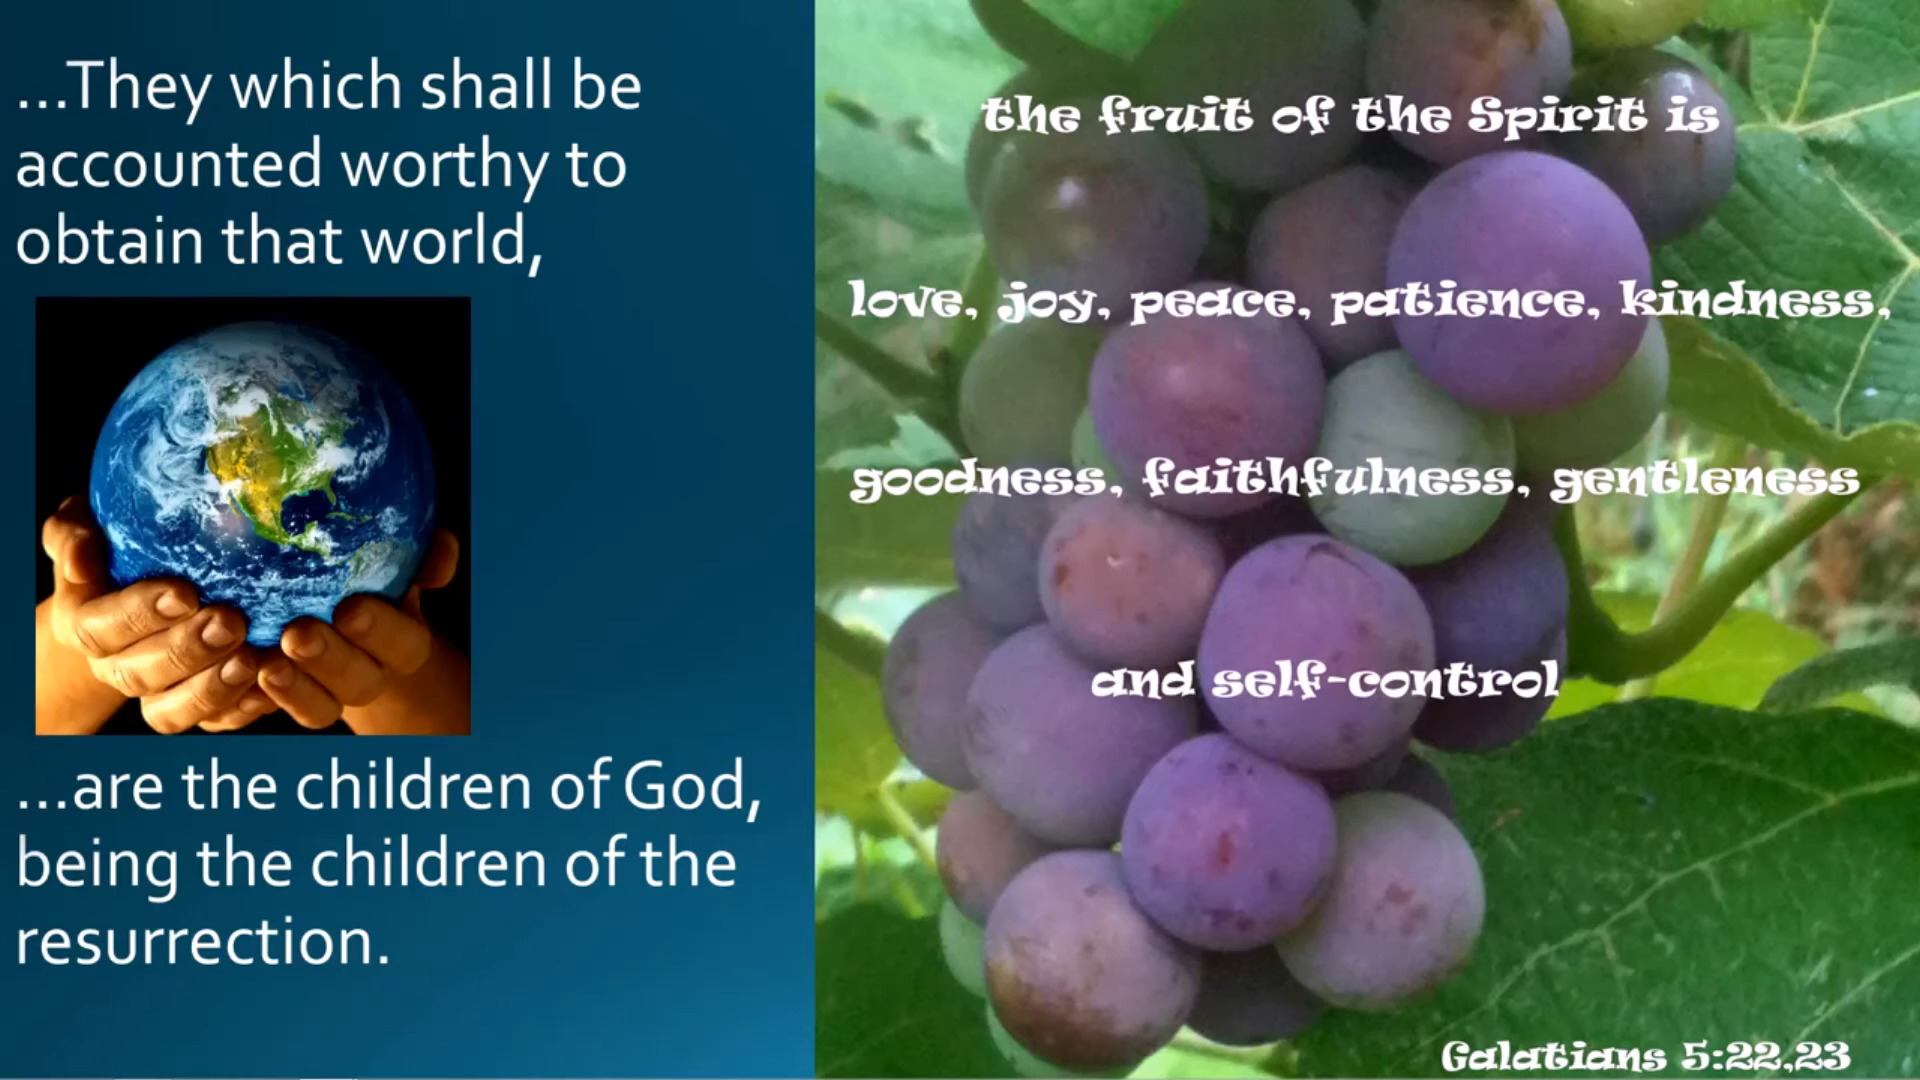 ...They which shall be
accounted worthy to
obtain that world,
...are the children of God,
being the children of the
resurrection.
the fruit of the Spirit is
love, joy, peace, patience, kindness,
goodness, faithfulness, gentleness
and self-control
Galatians 5:22,23